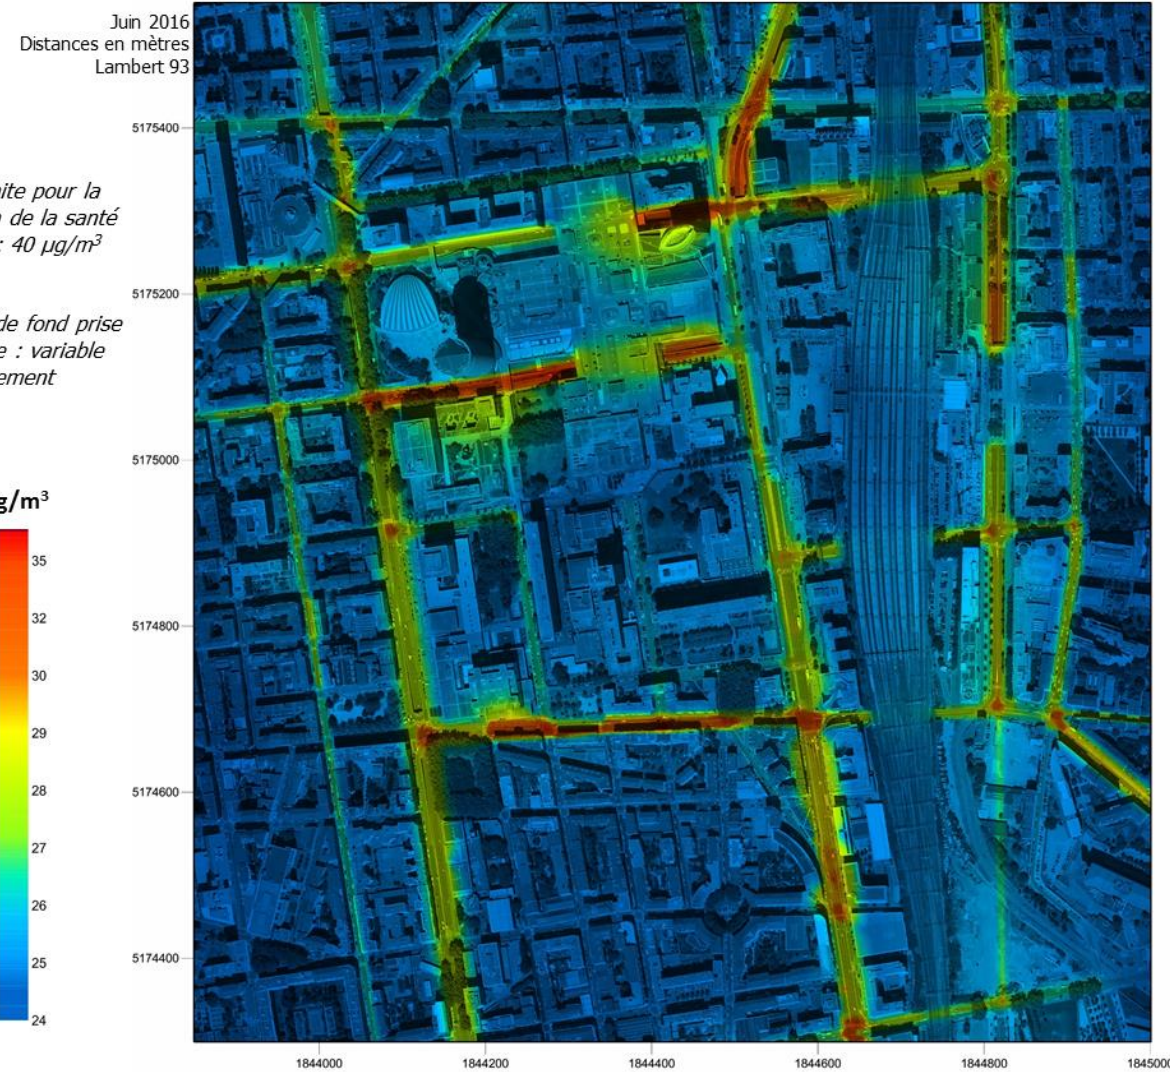 Juin 2016
Distances en mètres
Lambert 93
ite pour la
de la santé
: 40 µg/m³
de fond prise
e : variable
ement
g/m³
35
32
30
29
28
27
26
25
24
5175400
5175200
5175000
5174800
5174600
5174400
1844000
1844200
1844400
1844600
1844800
184500